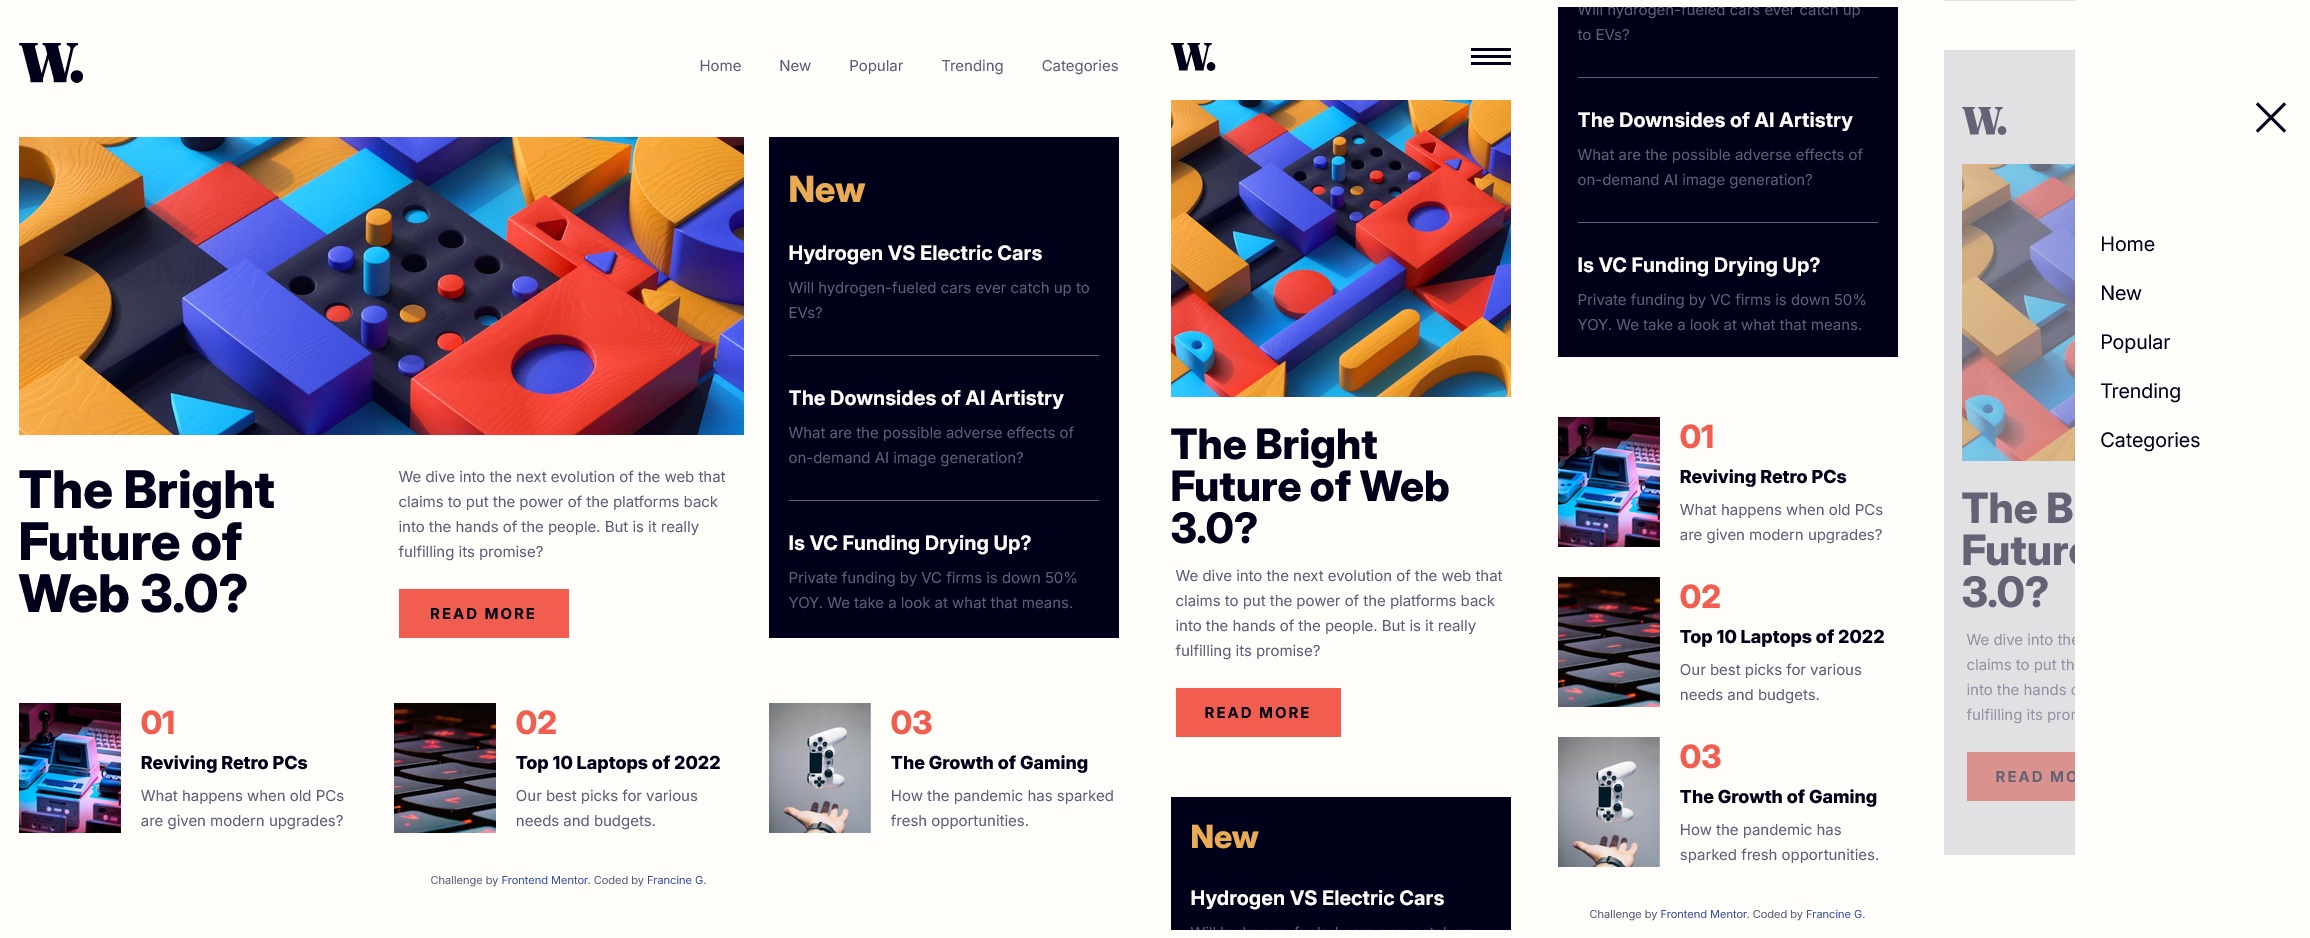 W.
Home New Popular Trending Categories
New
Hydrogen VS Electric Cars
Will hydrogen-fueled cars ever catch up to
EVs?
The Downsides of AI Artistry
What are the possible adverse effects of
on-demand AI image generation?
Is VC Funding Drying Up?
Private funding by VC firms is down 50%
YOY. We take a look at what that means.
The Bright
Future of
Web 3.0?
We dive into the next evolution of the web that
claims to put the power of the platforms back
into the hands of the people. But is it really
fulfilling its promise?
READ MORE
01
Reviving Retro PCs
What happens when old PCs
are given modern upgrades?
02
Top 10 Laptops of 2022
Our best picks for various
needs and budgets.
03
The Growth of Gaming
How the pandemic has sparked
fresh opportunities.
Challenge by Frontend Mentor. Coded by Francine G.
W.
The Bright
Future of Web
3.0?
We dive into the next evolution of the web that
claims to put the power of the platforms back
into the hands of the people. But is it really
fulfilling its promise?
READ MORE
New
Hydrogen VS Electric Cars
Will hydrogen-fueled cars ever catch up
to EVs?
The Downsides of AI Artistry
What are the possible adverse effects of
on-demand AI image generation?
Is VC Funding Drying Up?
Private funding by VC firms is down 50%
YOY. We take a look at what that means.
01
Reviving Retro PCs
What happens when old PCs
are given modern upgrades?
02
Top 10 Laptops of 2022
Our best picks for various
needs and budgets.
03
The Growth of Gaming
How the pandemic has
sparked fresh opportunities.
Challenge by Frontend Mentor. Coded by Francine G.
W.
The B
Future
3.0?
We dive into the
claims to put th
into the hands
fulfilling its pro
READ MO
Home
New
Popular
Trending
Categories